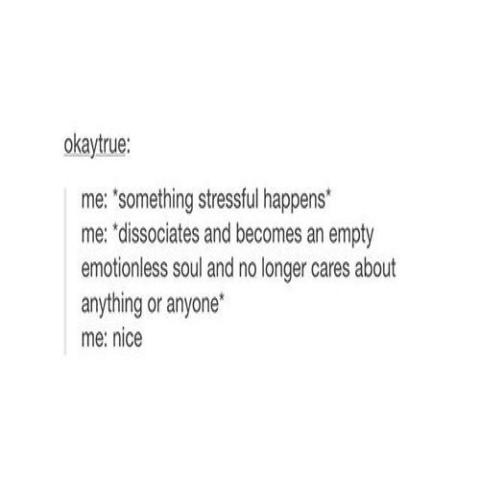 okaytrue:
me: *something stressful happens*
me: *dissociates and becomes an empty
emotionless soul and no longer cares about
anything or anyone*
me: nice